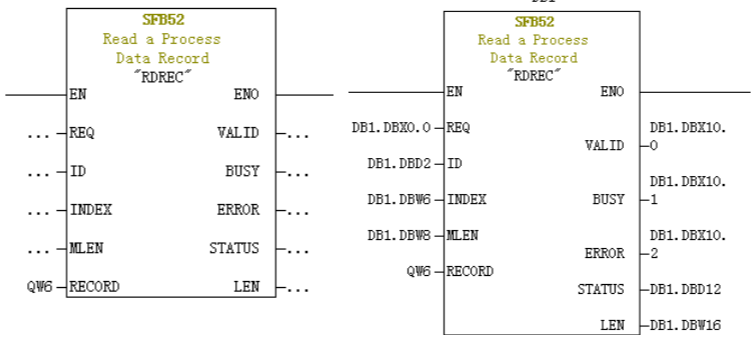 SFB52
Read a Process
Data Record
"RDREC"
EN ENO
... REQ VALID ...
... ID BUSY ...
... INDEX ERROR ...
... MLEN STATUS ...
QW6 RECORD LEN ...
SFB52
Read a Process
Data Record
"RDREC"
EN ENO
DB1.DBX0.0 REQ
VALID DB1.DBX10.
0
DB1.DBD2 ID
BUSY DB1.DBX10.
1
DB1.DBW6 INDEX
ERROR DB1.DBX10.
2
DB1.DBW8 MLEN
QW6 RECORD
STATUS DB1.DBD12
LEN DB1.DBW16